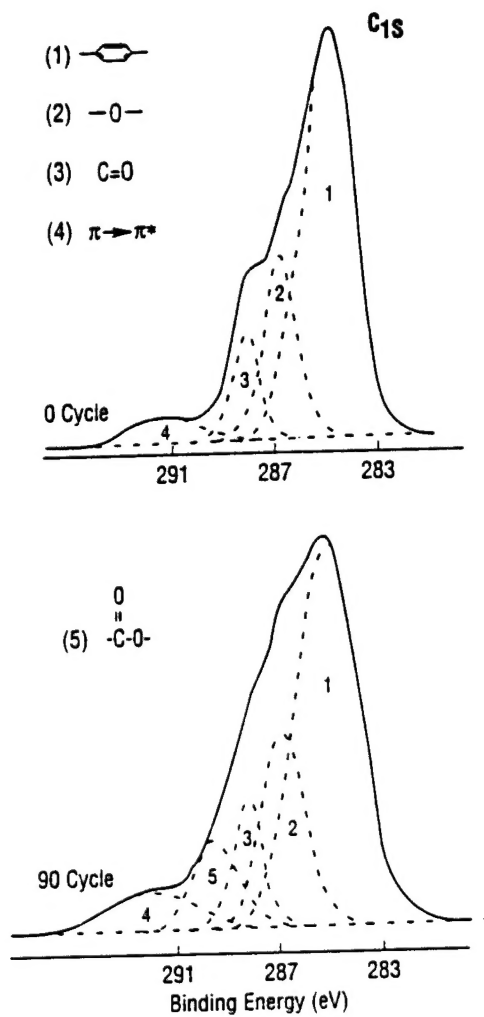 C1S
(1)
(2) –O–
(3) C=O
(4) π→π*
1
2
3
4
0 Cycle
291 287 283
O
(5) -C-O-
1
2
3
5
4
90 Cycle
291 287 283
Binding Energy (eV)